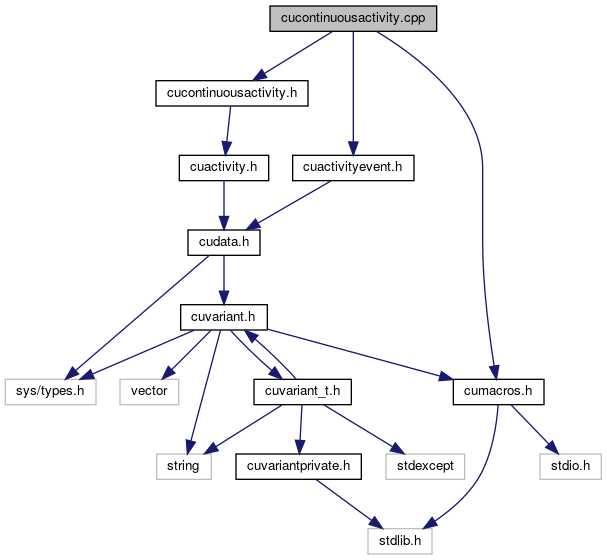 cucontinuousactivity.cpp
cucontinuousactivity.h
cuactivity.h
cuactivityevent.h
cudata.h
cuvariant.h
sys/types.h
vector
cuvariant_t.h
cumacros.h
string
cuvariantprivate.h
stdexcept
stdio.h
stdlib.h